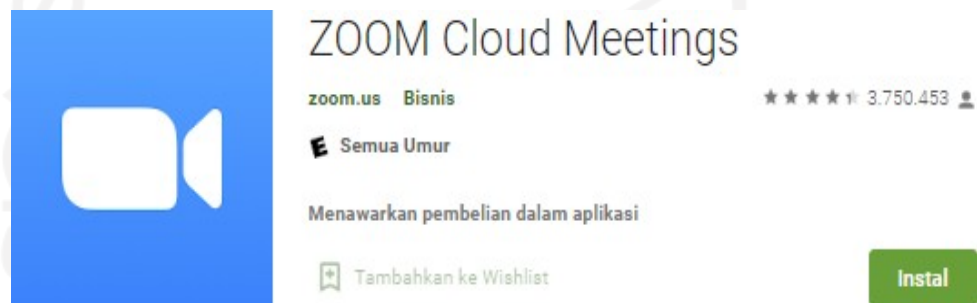 ZOOM Cloud Meetings
zoom.us Bisnis 3.750.453
E Semua Umur
Menawarkan pembelian dalam aplikasi
Tambahkan ke Wishlist Instal